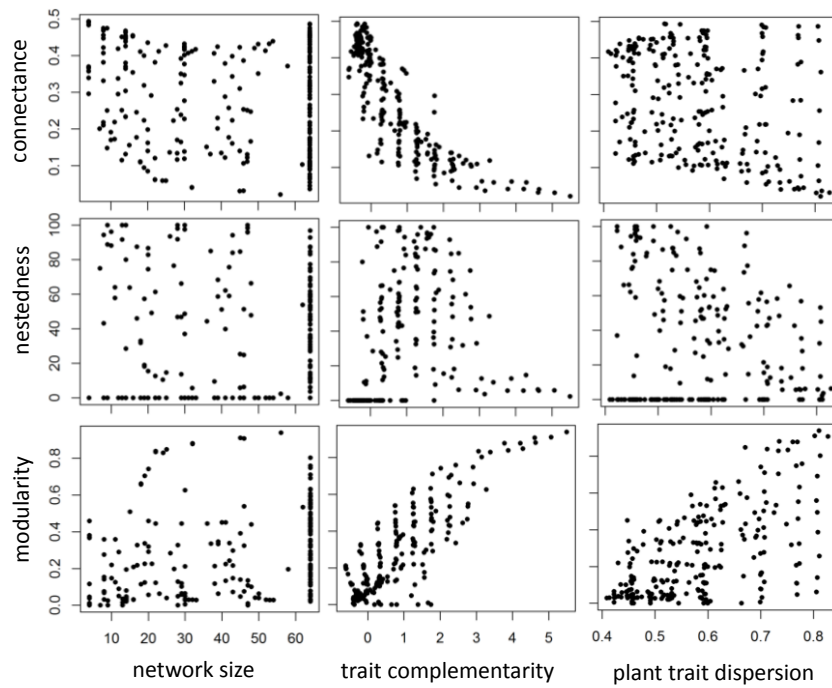 connectance
0.5
0.4
0.3
0.2
0.1
nestedness
100
80
60
40
20
0
modularity
0.8
0.6
0.4
0.2
0.0
10 20 30 40 50 60
0 1 2 3 4 5
0.4 0.5 0.6 0.7 0.8
network size
trait complementarity
plant trait dispersion